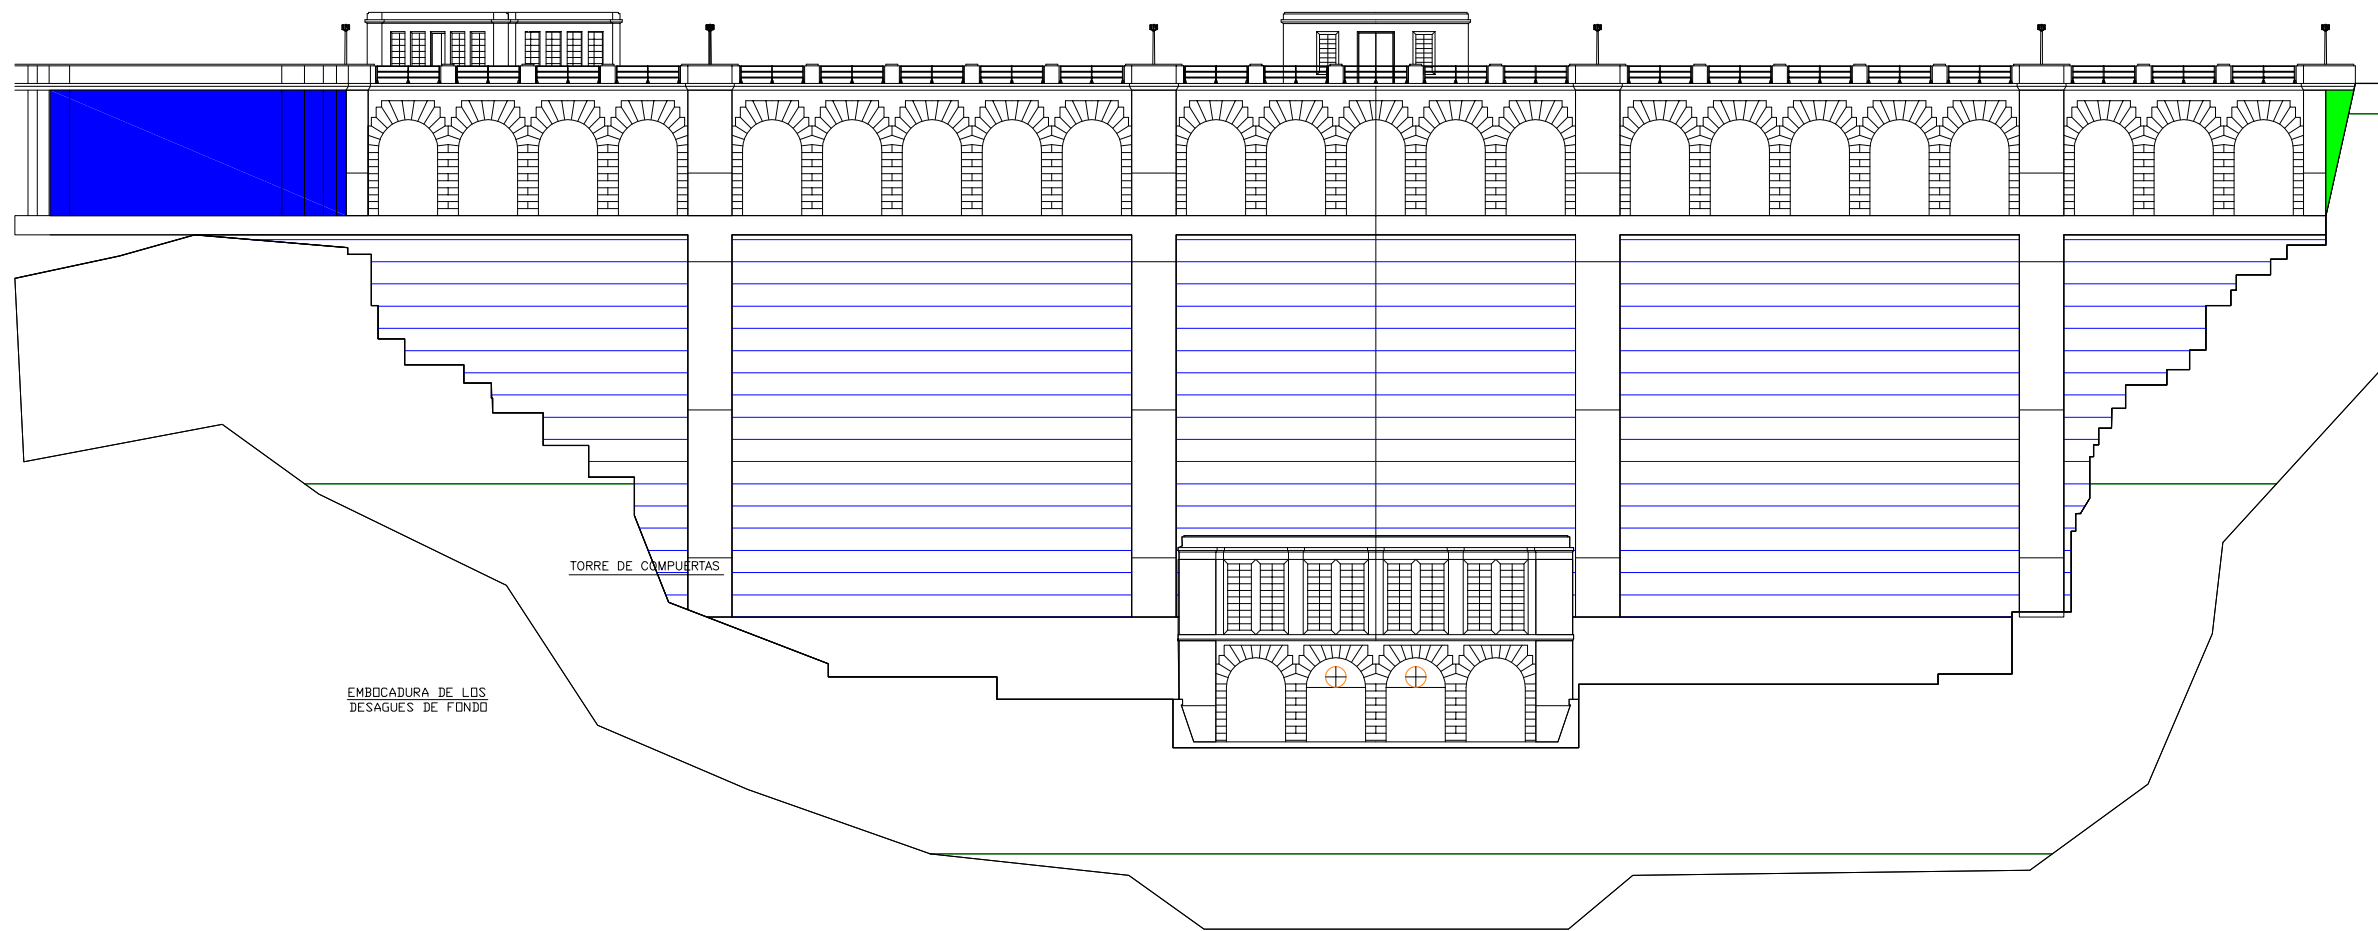 TORRE DE COMPUERTAS
EMBOCADURA DE LOS
DESAGUES DE FONDO